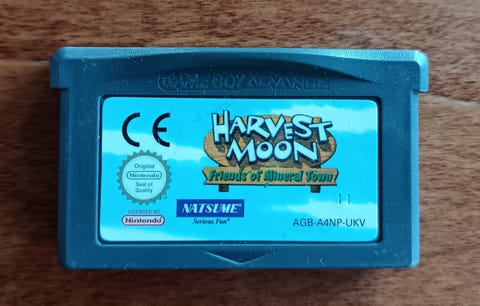 GAME BOY ADVANCE
CE
HARVEST
MOON
Friends of Mineral Town
Original
Nintendo
Seal of
Quality
LICENSED BY
Nintendo
NATSUME®
Serious Fun®
11
AGB-A4NP-UKV